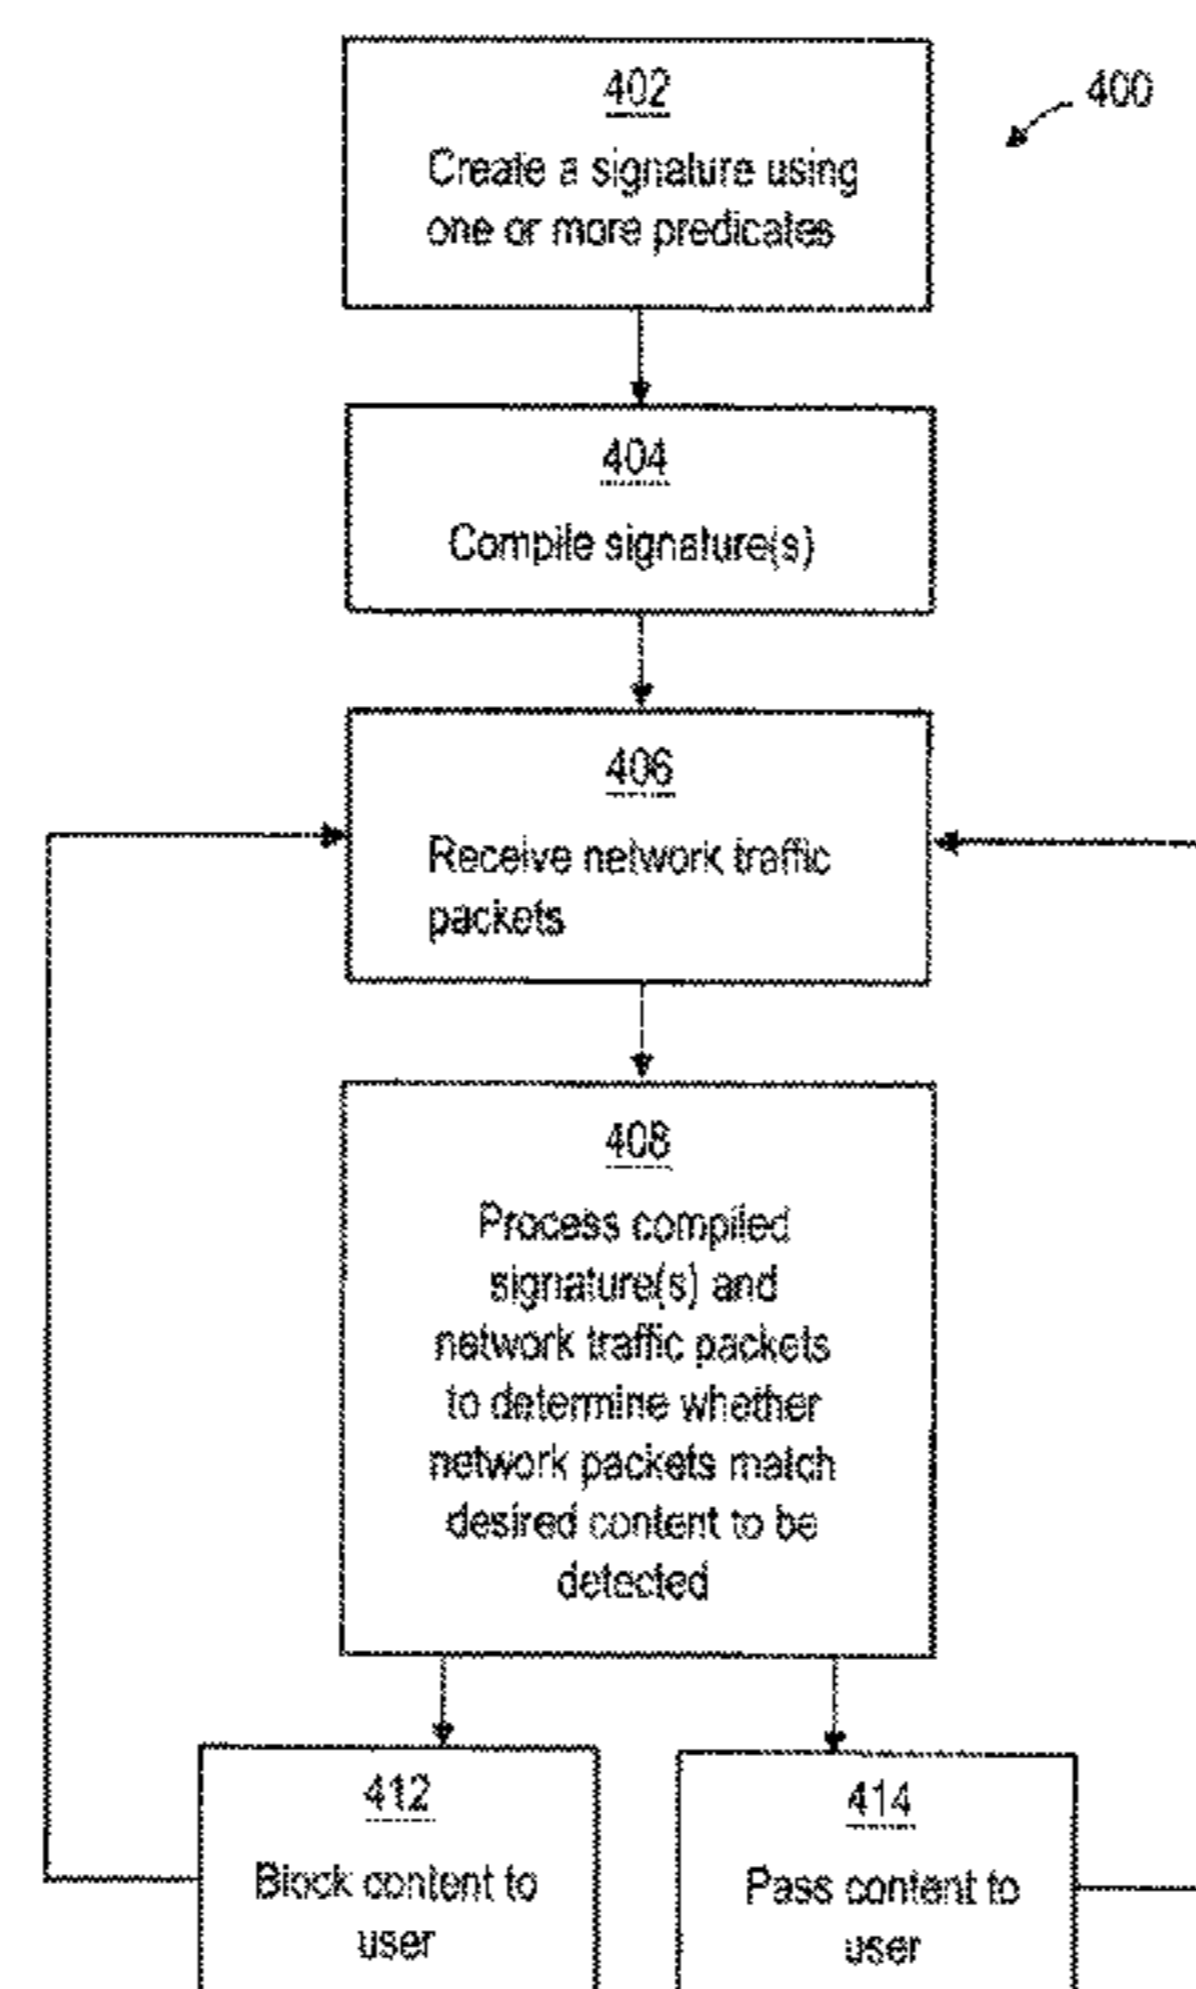 402
400
Create a signature using
one or more predicates
404
Compile signature(s)
406
Receive network traffic
packets
408
Process compiled
signature(s) and
network traffic packets
to determine whether
network packets match
desired content to be
detected
412
Block content to
user
414
Pass content to
user